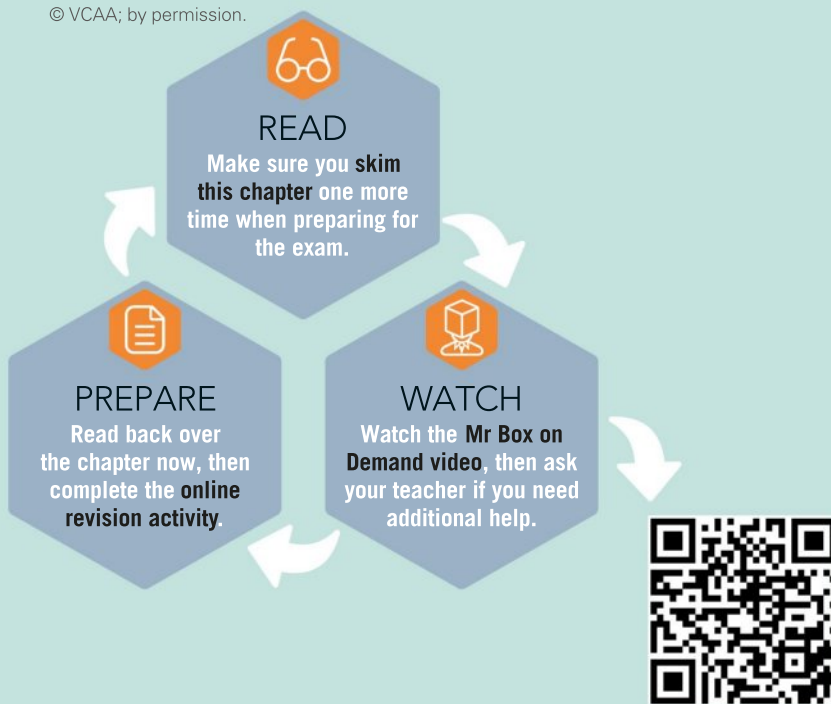 © VCAA; by permission.
READ
Make sure you skim
this chapter one more
time when preparing for
the exam.
PREPARE
Read back over
the chapter now, then
complete the online
revision activity.
WATCH
Watch the Mr Box on
Demand video, then ask
your teacher if you need
additional help.